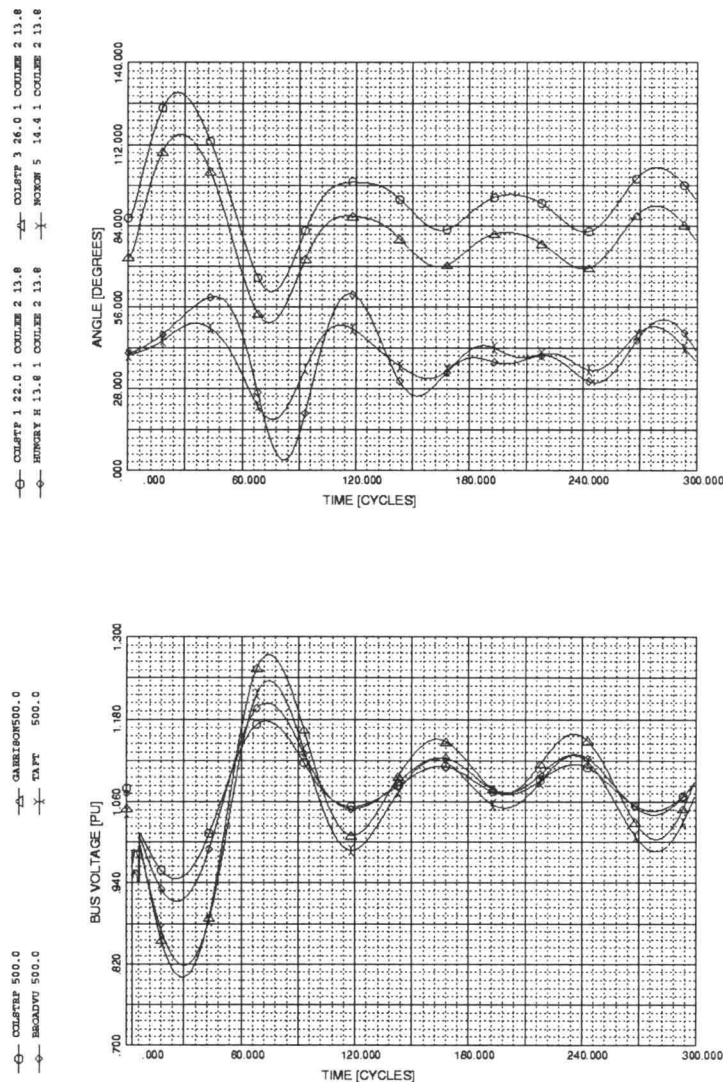 COLSTP 1 22.0 1 COULEE 2 13.8
HUNGRY H 13.8 1 COULEE 2 13.8
COLSTP 3 26.0 1 COULEE 2 13.8
NOXON 5 14.4 1 COULEE 2 13.8
ANGLE [DEGREES]
140.000
112.000
84.000
56.000
28.000
.000
.000
60.000
120.000
180.000
240.000
300.000
TIME [CYCLES]
COLSTRP 500.0
BROADVU 500.0
GARRISON500.0
TAFT 500.0
BUS VOLTAGE [PU]
1.300
1.180
1.060
.940
.820
.700
.000
60.000
120.000
180.000
240.000
300.000
TIME [CYCLES]